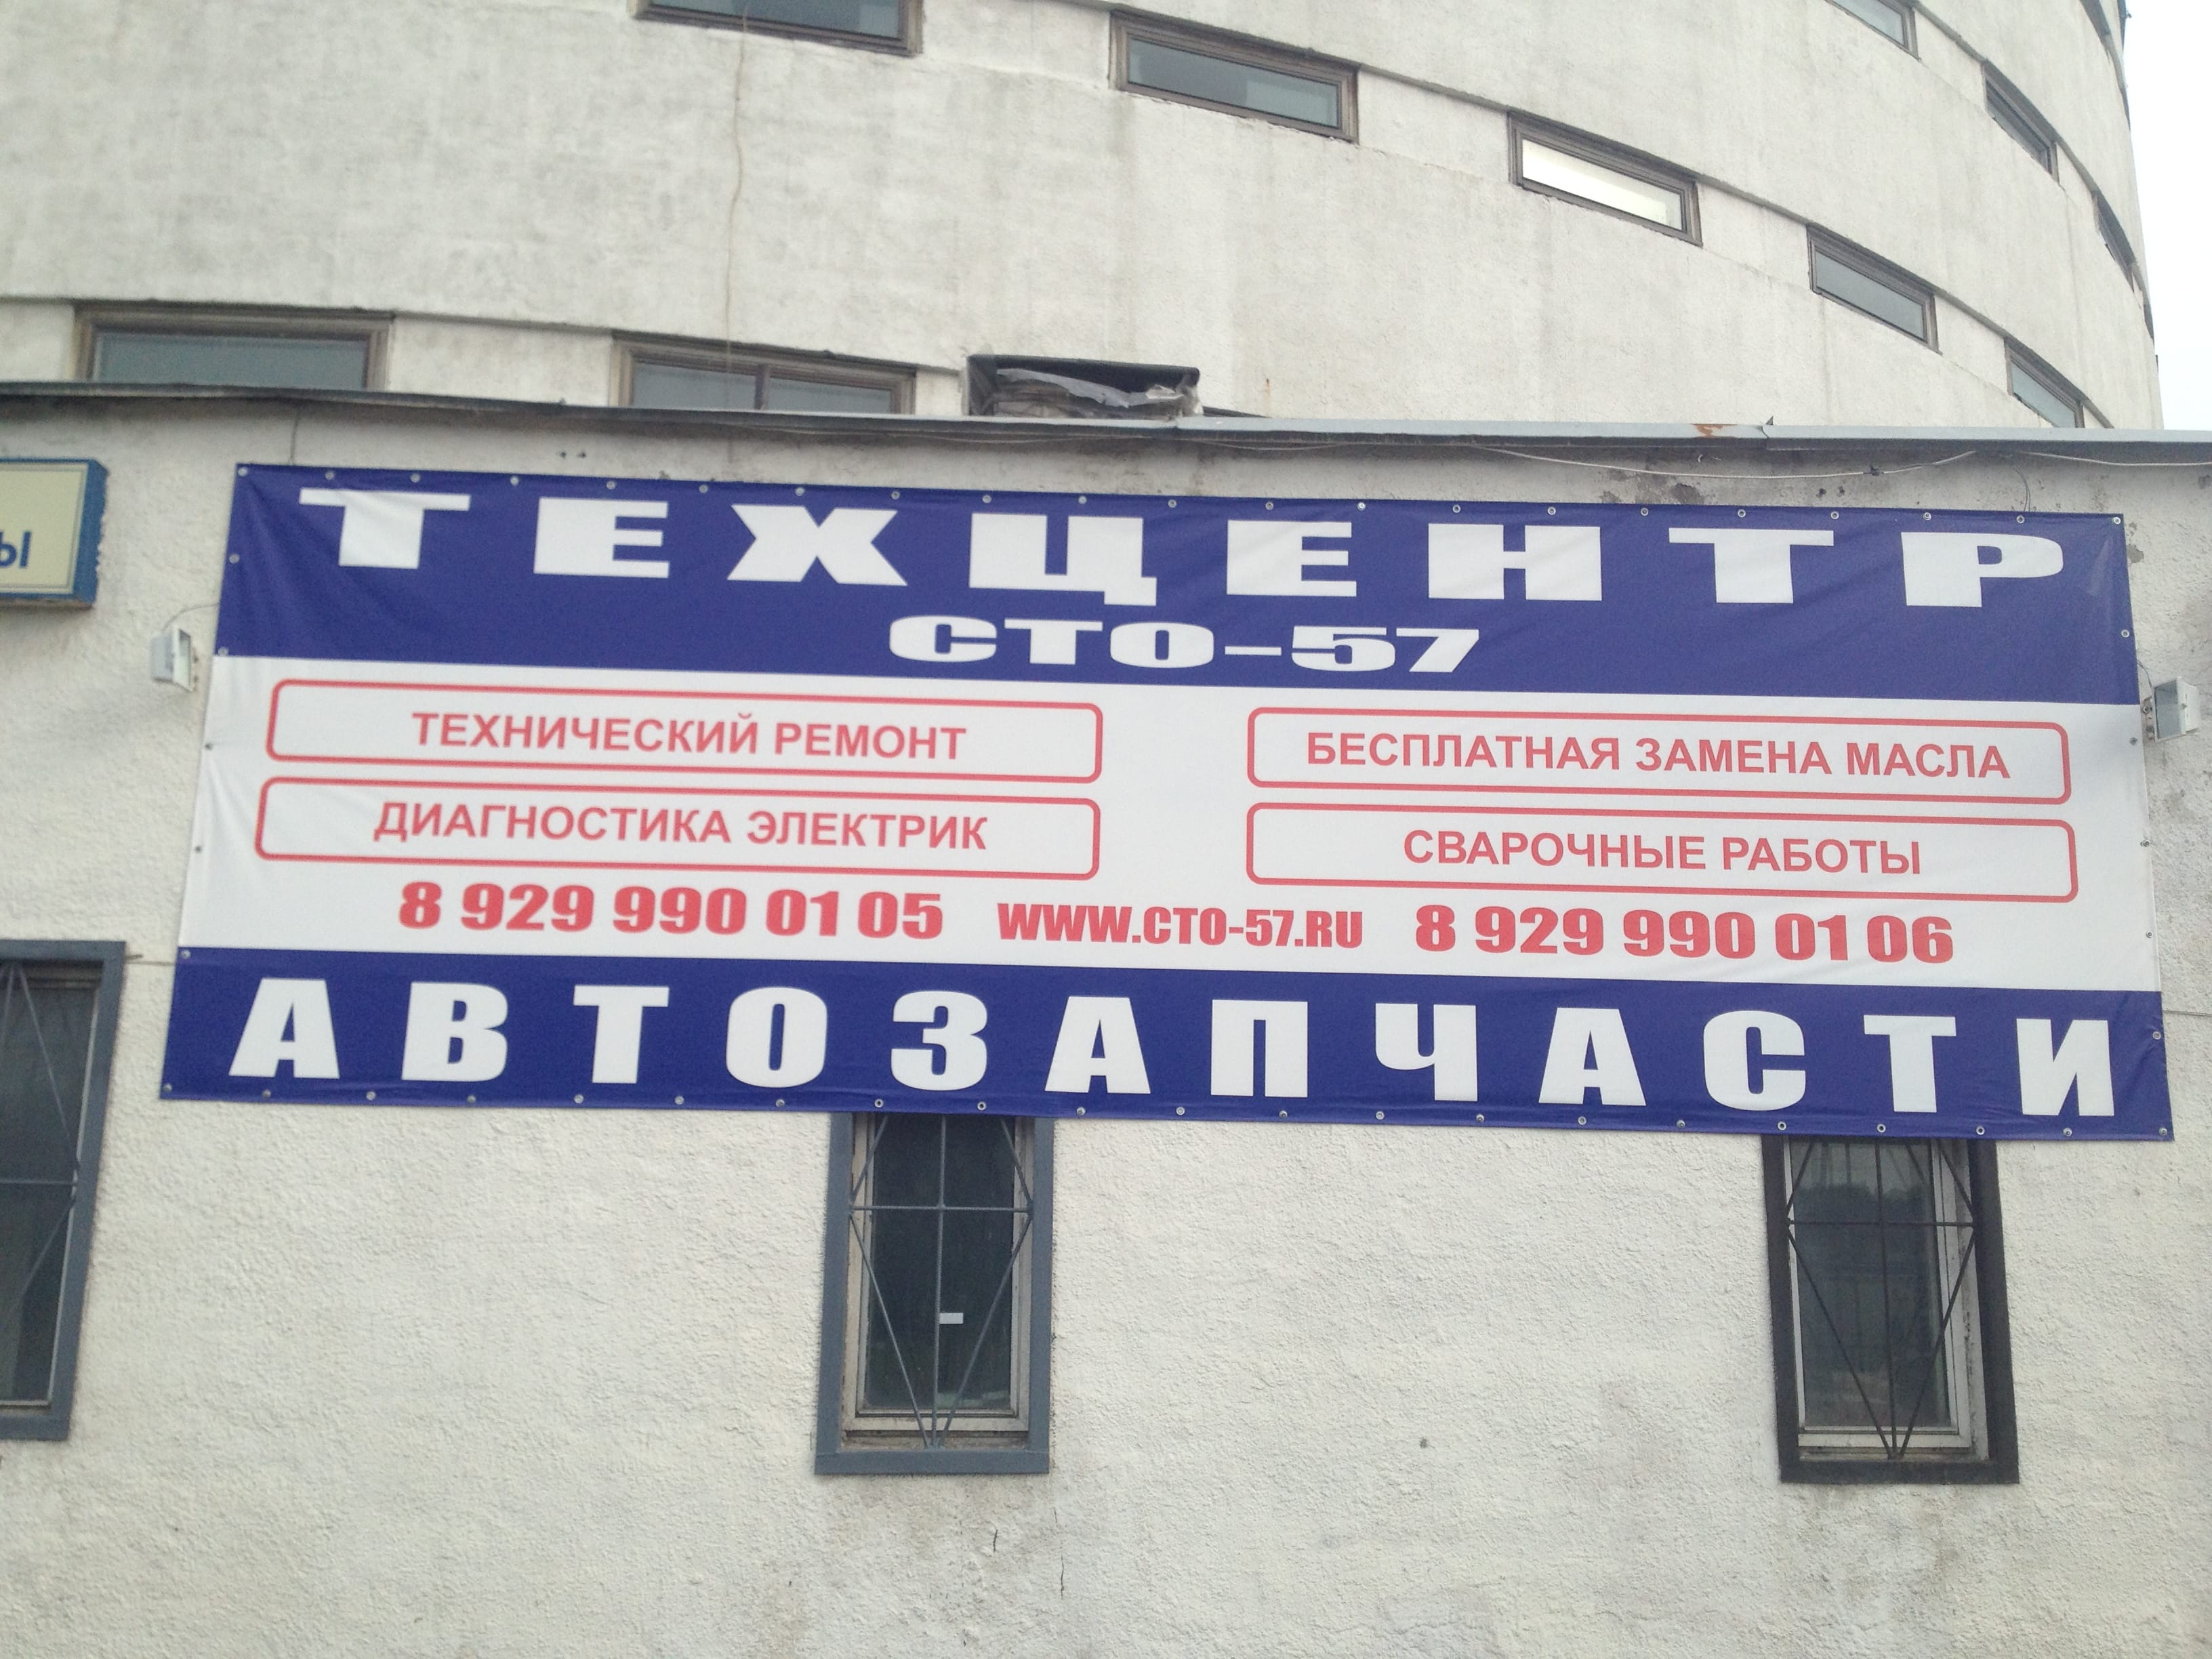 ТЕХЦЕНТР
СТО-57
ТЕХНИЧЕСКИЙ РЕМОНТ
БЕСПЛАТНАЯ ЗАМЕНА МАСЛА
ДИАГНОСТИКА ЭЛЕКТРИК
СВАРОЧНЫЕ РАБОТЫ
8 929 990 01 05 WWW.СТО-57.RU 8 929 990 01 06
АВТОЗАПЧАСТИ